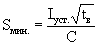 Sмин. = Iуст.√tв / C